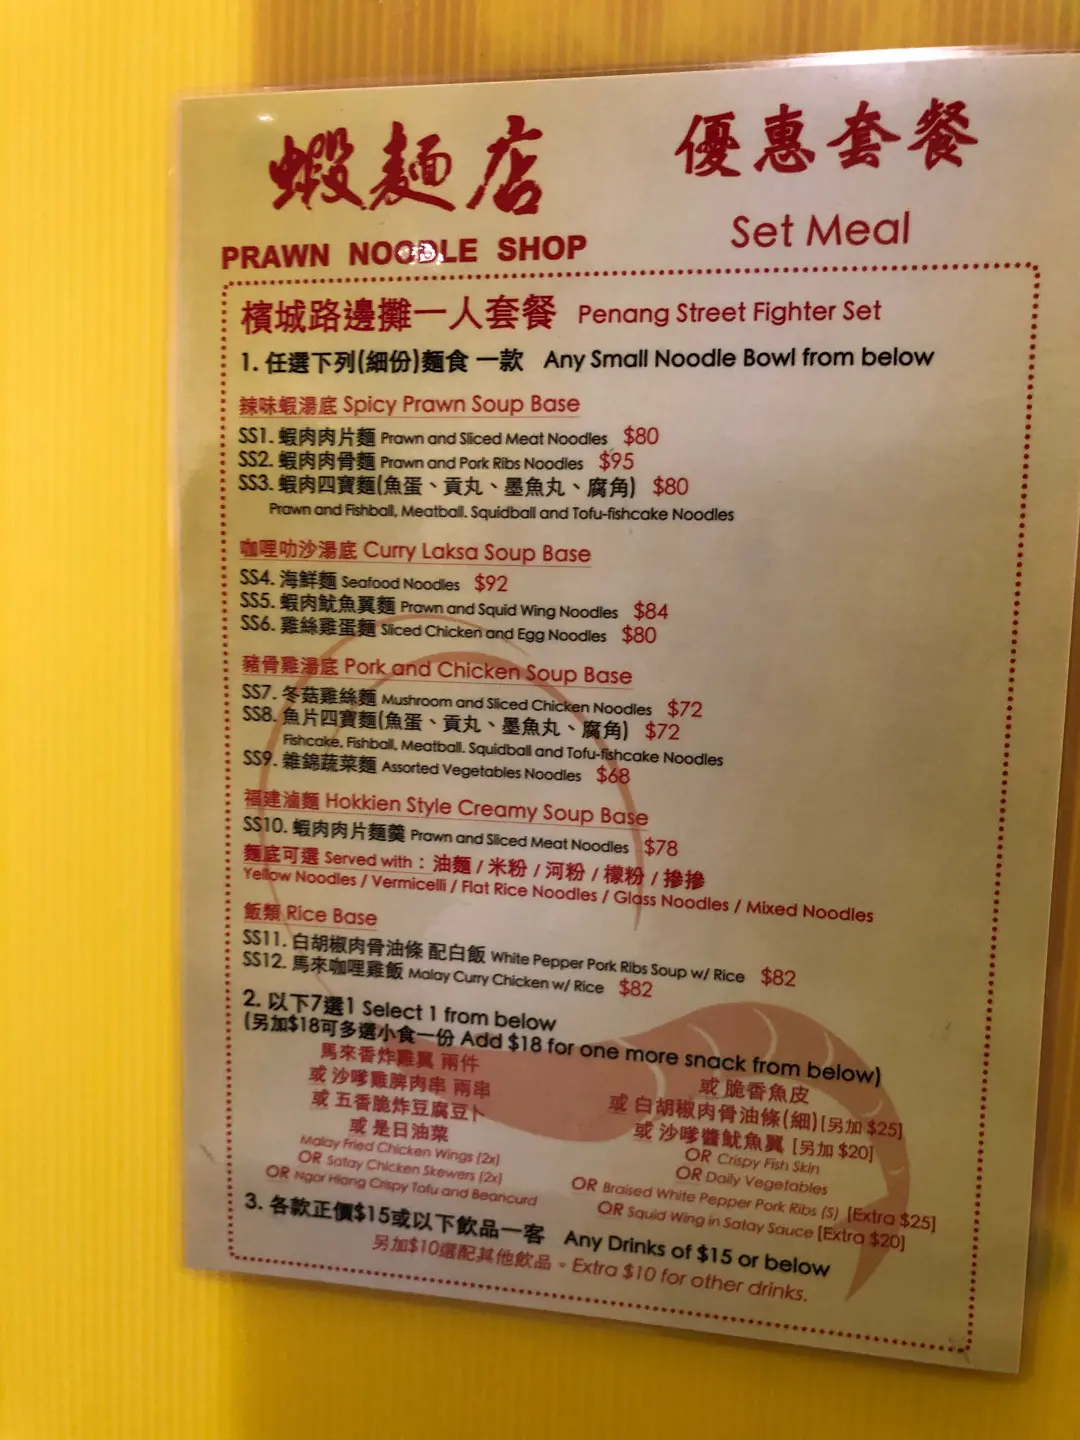 蝦麵店 優惠套餐
PRAWN NOODLE SHOP Set Meal
檳城路邊攤一人套餐 Penang Street Fighter Set
1. 任選下列(細份)麵食 一款 Any Small Noodle Bowl from below
辣味蝦湯底 Spicy Prawn Soup Base
SS1. 蝦肉肉片麵 Prawn and Sliced Meat Noodles $80
SS2. 蝦肉肉骨麵 Prawn and Pork Ribs Noodles $95
SS3. 蝦肉四寶麵(魚蛋、貢丸、墨魚丸、腐角) $80
Prawn and Fishball, Meatball. Squidball and Tofu-fishcake Noodles
咖哩叻沙湯底 Curry Laksa Soup Base
SS4. 海鮮麵 Seafood Noodles $92
SS5. 蝦肉魷魚翼麵 Prawn and Squid Wing Noodles $84
SS6. 雞絲雞蛋麵 Sliced Chicken and Egg Noodles $80
豬骨雞湯底 Pork and Chicken Soup Base
SS7. 冬菇雞絲麵 Mushroom and Sliced Chicken Noodles $72
SS8. 魚片四寶麵(魚蛋、貢丸、墨魚丸、腐角) $72
Fishcake, Fishball, Meatball. Squidball and Tofu-fishcake Noodles
SS9. 雜錦蔬菜麵 Assorted Vegetables Noodles $68
福建滷麵 Hokkien Style Creamy Soup Base
SS10. 蝦肉肉片麵羹 Prawn and Sliced Meat Noodles $78
麵底可選 Served with : 油麵 / 米粉 / 河粉 / 檬粉 / 摻摻
Yellow Noodles / Vermicelli / Flat Rice Noodles / Glass Noodles / Mixed Noodles
飯類 Rice Base
SS11. 白胡椒肉骨油條 配白飯 White Pepper Pork Ribs Soup w/ Rice $82
SS12. 馬來咖哩雞飯 Malay Curry Chicken w/ Rice $82
2. 以下7選1 Select 1 from below
(另加$18可多選小食一份 Add $18 for one more snack from below)
馬來香炸雞翼 兩件
或 沙嗲雞脾肉串 兩串
或 五香脆炸豆腐豆卜
或 是日油菜
Malay Fried Chicken Wings (2x)
OR Satay Chicken Skewers (2x)
OR Ngor Hiang Crispy Tofu and Beancurd
或 脆香魚皮
或 白胡椒肉骨油條(細) [另加 $25]
或 沙嗲醬魷魚翼 [另加 $20]
OR Crispy Fish Skin
OR Daily Vegetables
OR Braised White Pepper Pork Ribs (S) [Extra $25]
OR Squid Wing in Satay Sauce [Extra $20]
3. 各款正價$15或以下飲品一客 Any Drinks of $15 or below
另加$10選配其他飲品。Extra $10 for other drinks.